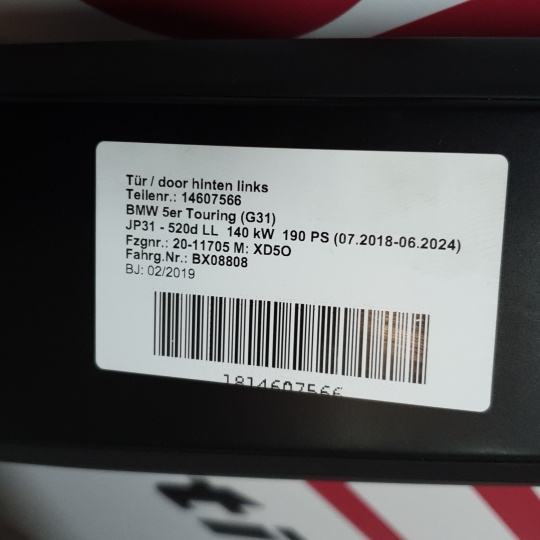 Tür / door hinten links
Teilenr.: 14607566
BMW 5er Touring (G31)
JP31 - 520d LL 140 kW 190 PS (07.2018-06.2024)
Fzgnr.: 20-11705 M: XD5O
Fahrg.Nr.: BX08808
BJ: 02/2019
1814607566